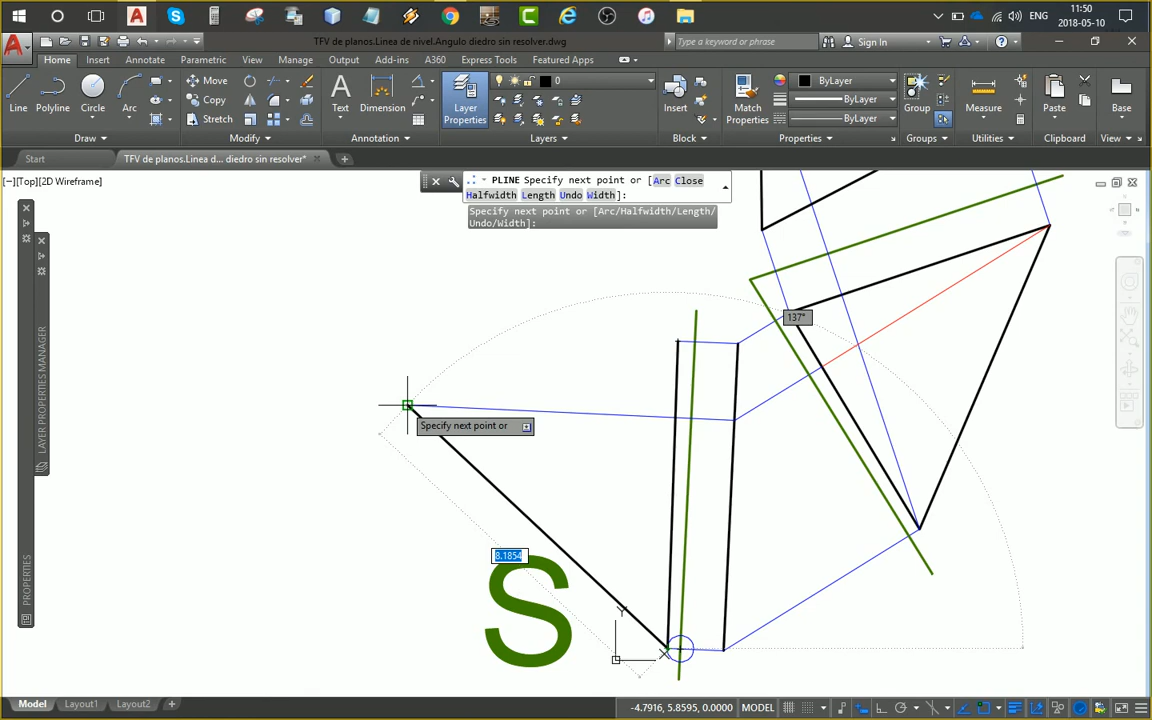 11:50
ENG
2018-05-10
TFV de planos.Linea de nivel.Angulo diedro sin resolver.dwg
Type a keyword or phrase
Sign In
Home Insert Annotate Parametric View Manage Output Add-ins A360 Express Tools Featured Apps
Line Polyline Circle Arc
Move
Copy
Stretch
Text Dimension
Layer
Properties
0
Insert
Match
Properties
ByLayer
ByLayer
ByLayer
Group
Measure
Paste
Base
Draw Modify Annotation Layers Block Properties Groups Utilities Clipboard View
Start TFV de planos.Linea d... diedro sin resolver*
[−][Top][2D Wireframe]
PLINE Specify next point or [Arc Close
Halfwidth Length Undo Width]:
Specify next point or [Arc/Halfwidth/Length/
Undo/Width]:
LAYER PROPERTIES MANAGER
PROPERTIES
137°
Specify next point or
8.1854
S
Y
X
Model Layout1 Layout2 +
-4.7916, 5.8595, 0.0000 MODEL